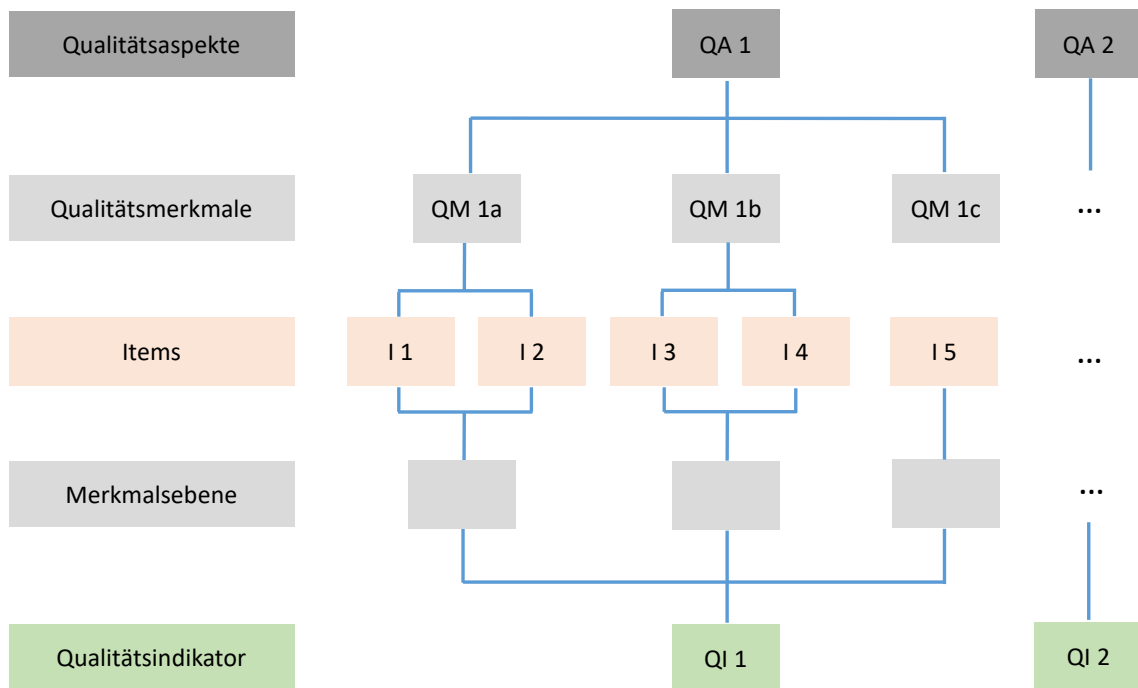 Qualitätsaspekte
QA 1
QA 2
Qualitätsmerkmale
QM 1a
QM 1b
QM 1c
...
Items
I 1
I 2
I 3
I 4
I 5
...
Merkmalsebene
...
Qualitätsindikator
QI 1
QI 2